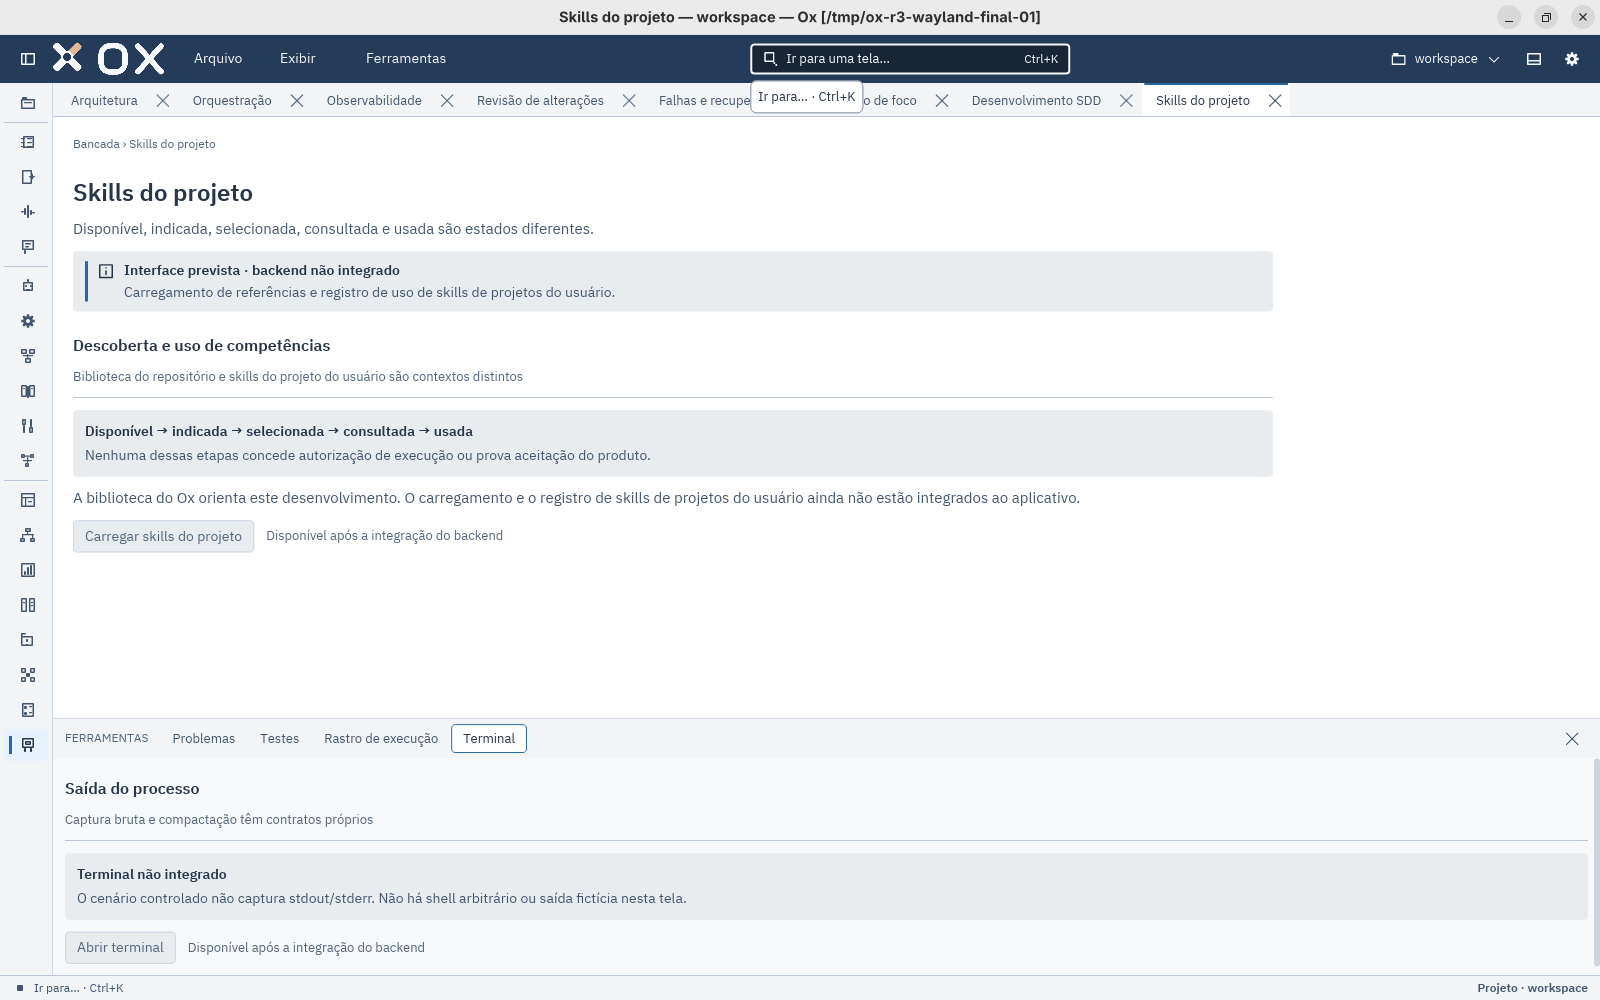 Skills do projeto — workspace — Ox [/tmp/ox-r3-wayland-final-01]
OX Arquivo Exibir Ferramentas Ir para uma tela... Ctrl+K workspace
Arquitetura Orquestração Observabilidade Revisão de alterações Falhas e recupe o de foco Desenvolvimento SDD Skills do projeto
Ir para... · Ctrl+K
Bancada › Skills do projeto
Skills do projeto
Disponível, indicada, selecionada, consultada e usada são estados diferentes.
Interface prevista · backend não integrado
Carregamento de referências e registro de uso de skills de projetos do usuário.
Descoberta e uso de competências
Biblioteca do repositório e skills do projeto do usuário são contextos distintos
Disponível → indicada → selecionada → consultada → usada
Nenhuma dessas etapas concede autorização de execução ou prova aceitação do produto.
A biblioteca do Ox orienta este desenvolvimento. O carregamento e o registro de skills de projetos do usuário ainda não estão integrados ao aplicativo.
Carregar skills do projeto Disponível após a integração do backend
FERRAMENTAS Problemas Testes Rastro de execução Terminal
Saída do processo
Captura bruta e compactação têm contratos próprios
Terminal não integrado
O cenário controlado não captura stdout/stderr. Não há shell arbitrário ou saída fictícia nesta tela.
Abrir terminal Disponível após a integração do backend
Ir para... · Ctrl+K Projeto · workspace